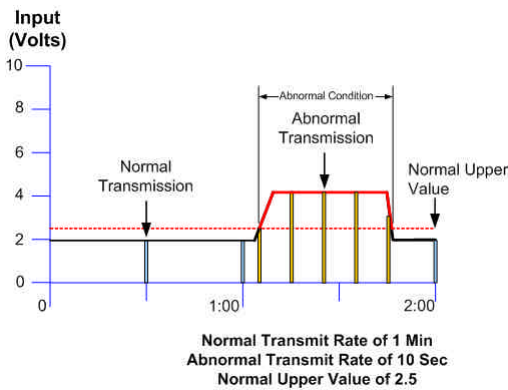 Input
(Volts)
10
8
6
4
2
0
Abnormal Condition
Abnormal
Transmission
Normal
Transmission
Normal Upper
Value
0
1:00
2:00
Normal Transmit Rate of 1 Min
Abnormal Transmit Rate of 10 Sec
Normal Upper Value of 2.5